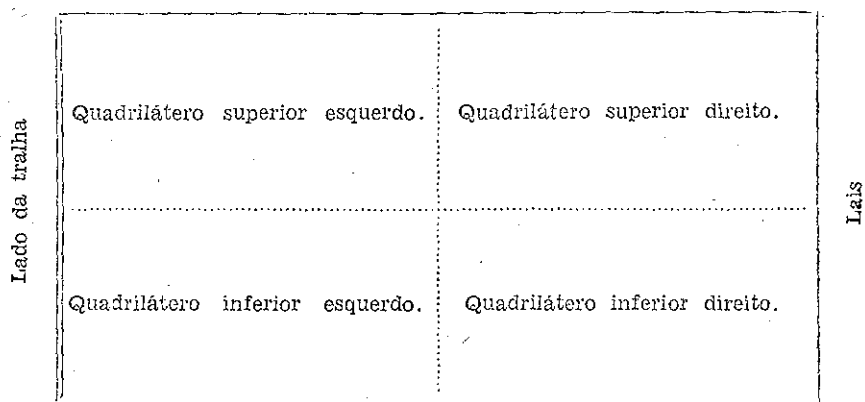 Lado da tralha
Quadrilátero superior esquerdo.
Quadrilátero superior direito.
Quadrilátero inferior esquerdo.
Quadrilátero inferior direito.
Lais